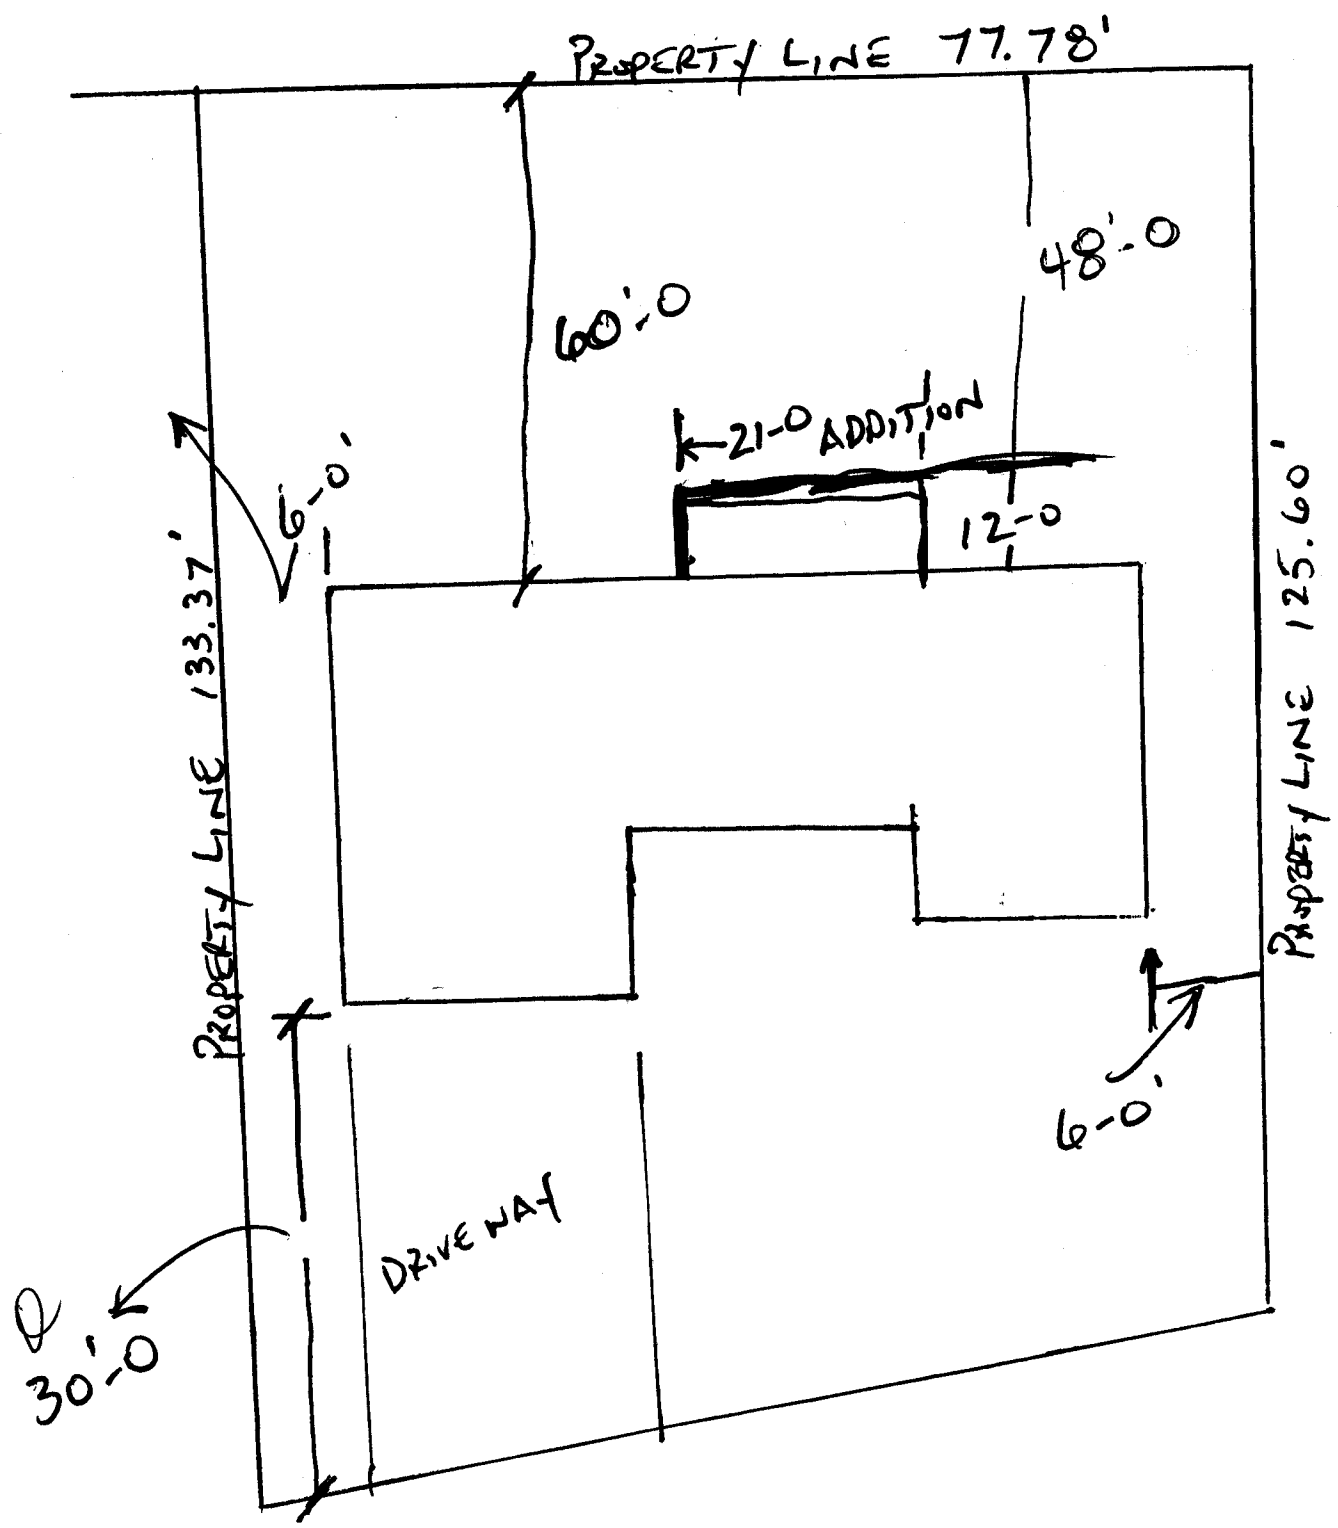 PROPERTY LINE 77.78'
48'-0
60'-0
21-0 ADDITION
6-0'
12-0
PROPERTY LINE 133.37'
PROPERTY LINE 125.60'
6-0'
DRIVEWAY
30'-0